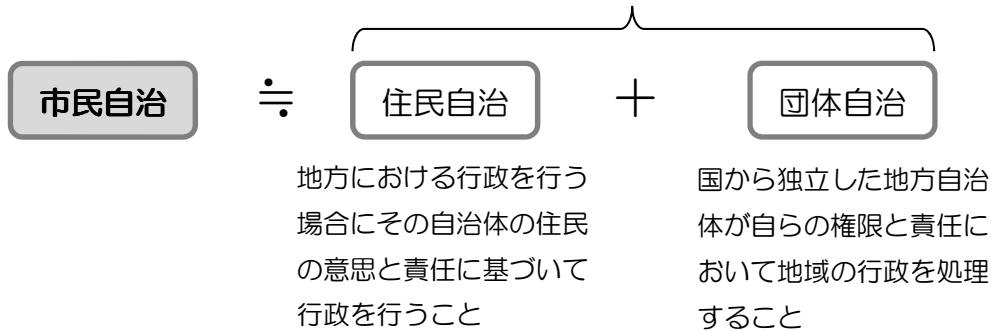 市民自治 ≒ 住民自治 + 団体自治
地方における行政を行う
場合にその自治体の住民
の意思と責任に基づいて
行政を行うこと
国から独立した地方自治
体が自らの権限と責任に
おいて地域の行政を処理
すること